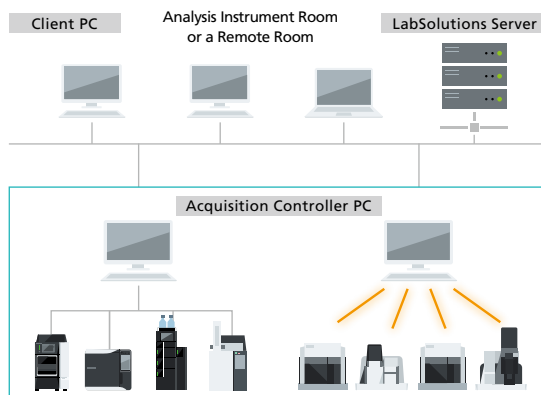 Client PC
Analysis Instrument Room
or a Remote Room
LabSolutions Server
Acquisition Controller PC